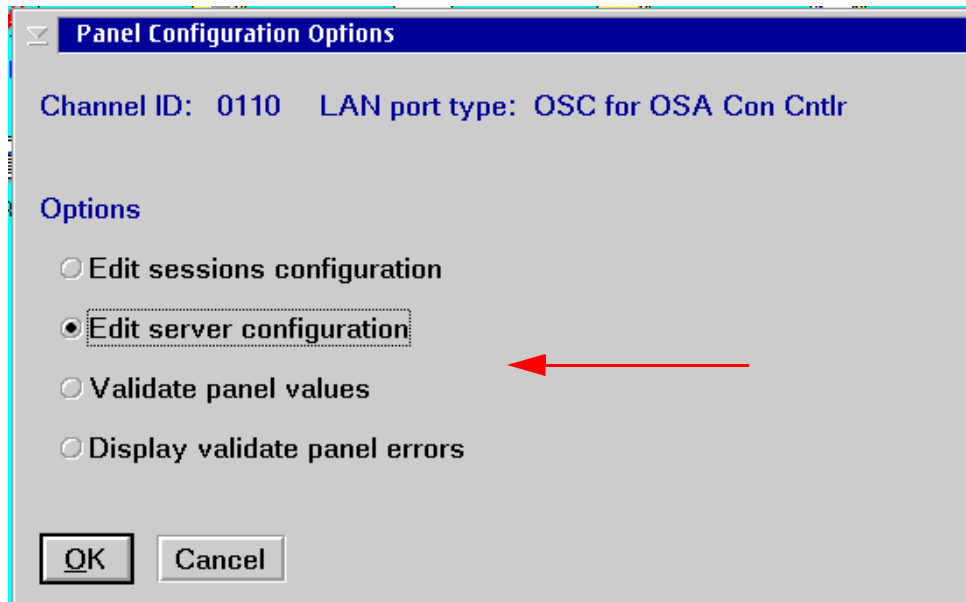 Panel Configuration Options
Channel ID: 0110 LAN port type: OSC for OSA Con Cntlr
Options
Edit sessions configuration
Edit server configuration
Validate panel values
Display validate panel errors
OK Cancel